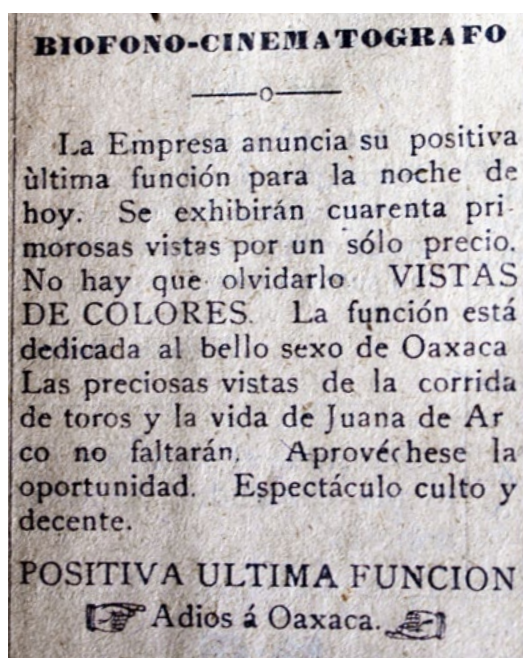 BIOFONO-CINEMATOGRAFO
La Empresa anuncia su positiva
ùltima función para la noche de
hoy. Se exhibirán cuarenta pri-
morosas vistas por un sólo precio.
No hay que olvidarlo VISTAS
DE COLORES. La función está
dedicada al bello sexo de Oaxaca
Las preciosas vistas de la corrida
de toros y la vida de Juana de Ar
co no faltarán. Aprovéchese la
oportunidad. Espectáculo culto y
decente.
POSITIVA ULTIMA FUNCION
Adios á Oaxaca.